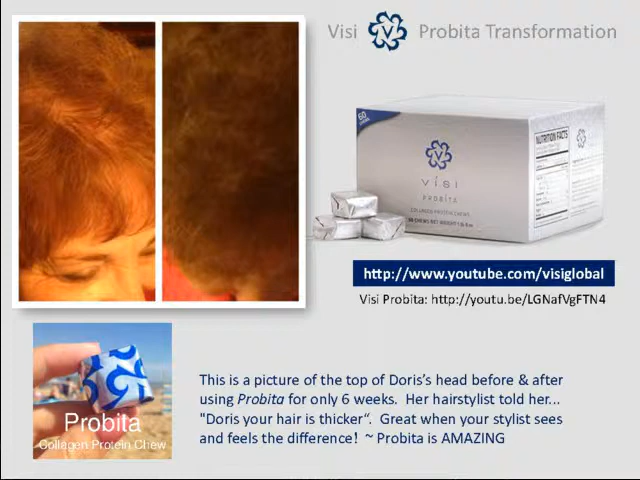 Visi Probita Transformation
60
NUTRITION FACTS
visi
PROBITA
COLLAGEN PROTEIN CHEWS
http://www.youtube.com/visiglobal
Visi Probita: http://youtu.be/LGNafVgFTN4
Probita
Collagen Protein Chew
This is a picture of the top of Doris’s head before & after
using Probita for only 6 weeks. Her hairstylist told her...
"Doris your hair is thicker“. Great when your stylist sees
and feels the difference! ~ Probita is AMAZING